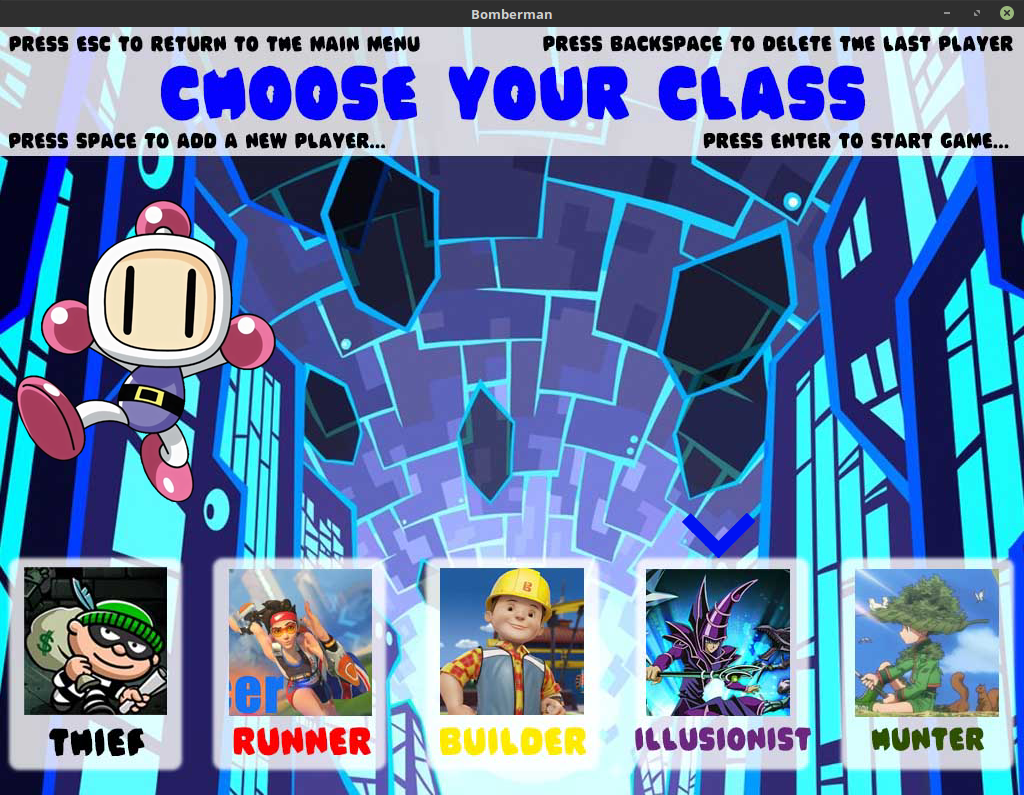 Bomberman
PRESS ESC TO RETURN TO THE MAIN MENU
PRESS BACKSPACE TO DELETE THE LAST PLAYER
CHOOSE YOUR CLASS
PRESS SPACE TO ADD A NEW PLAYER...
PRESS ENTER TO START GAME...
$
cer
B
THIEF
RUNNER
BUILDER
ILLUSIONIST
HUNTER